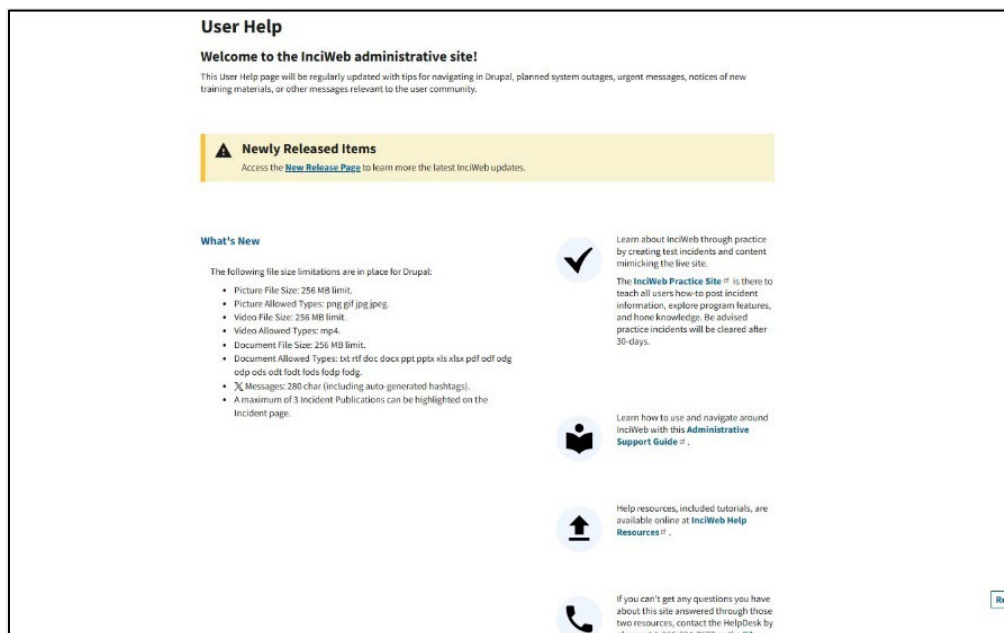 User Help
Welcome to the InciWeb administrative site!
This User Help page will be regularly updated with tips for navigating in Drupal, planned system outages, urgent messages, notices of new
training materials, or other messages relevant to the user community.
Newly Released Items
Access the New Release Page to learn more the latest InciWeb updates.
What's New
The following file size limitations are in place for Drupal:
• Picture File Size: 256 MB limit.
• Picture Allowed Types: png gif jpg jpeg.
• Video File Size: 256 MB limit.
• Video Allowed Types: mp4.
• Document File Size: 256 MB limit.
• Document Allowed Types: txt rtf doc docx ppt pptx xls xlsx pdf odf odg
odp ods odt fodt fods fodp fodg.
• X Messages: 280 char (including auto-generated hashtags).
• A maximum of 3 Incident Publications can be highlighted on the
Incident page.
Learn about InciWeb through practice
by creating test incidents and content
mimicking the live site.
The InciWeb Practice Site is there to
teach all users how-to post incident
information, explore program features,
and hone knowledge. Be advised
practice incidents will be cleared after
30-days.
Learn how to use and navigate around
InciWeb with this Administrative
Support Guide .
Help resources, included tutorials, are
available online at InciWeb Help
Resources .
If you can't get any questions you have
about this site answered through those
two resources, contact the HelpDesk by
Re